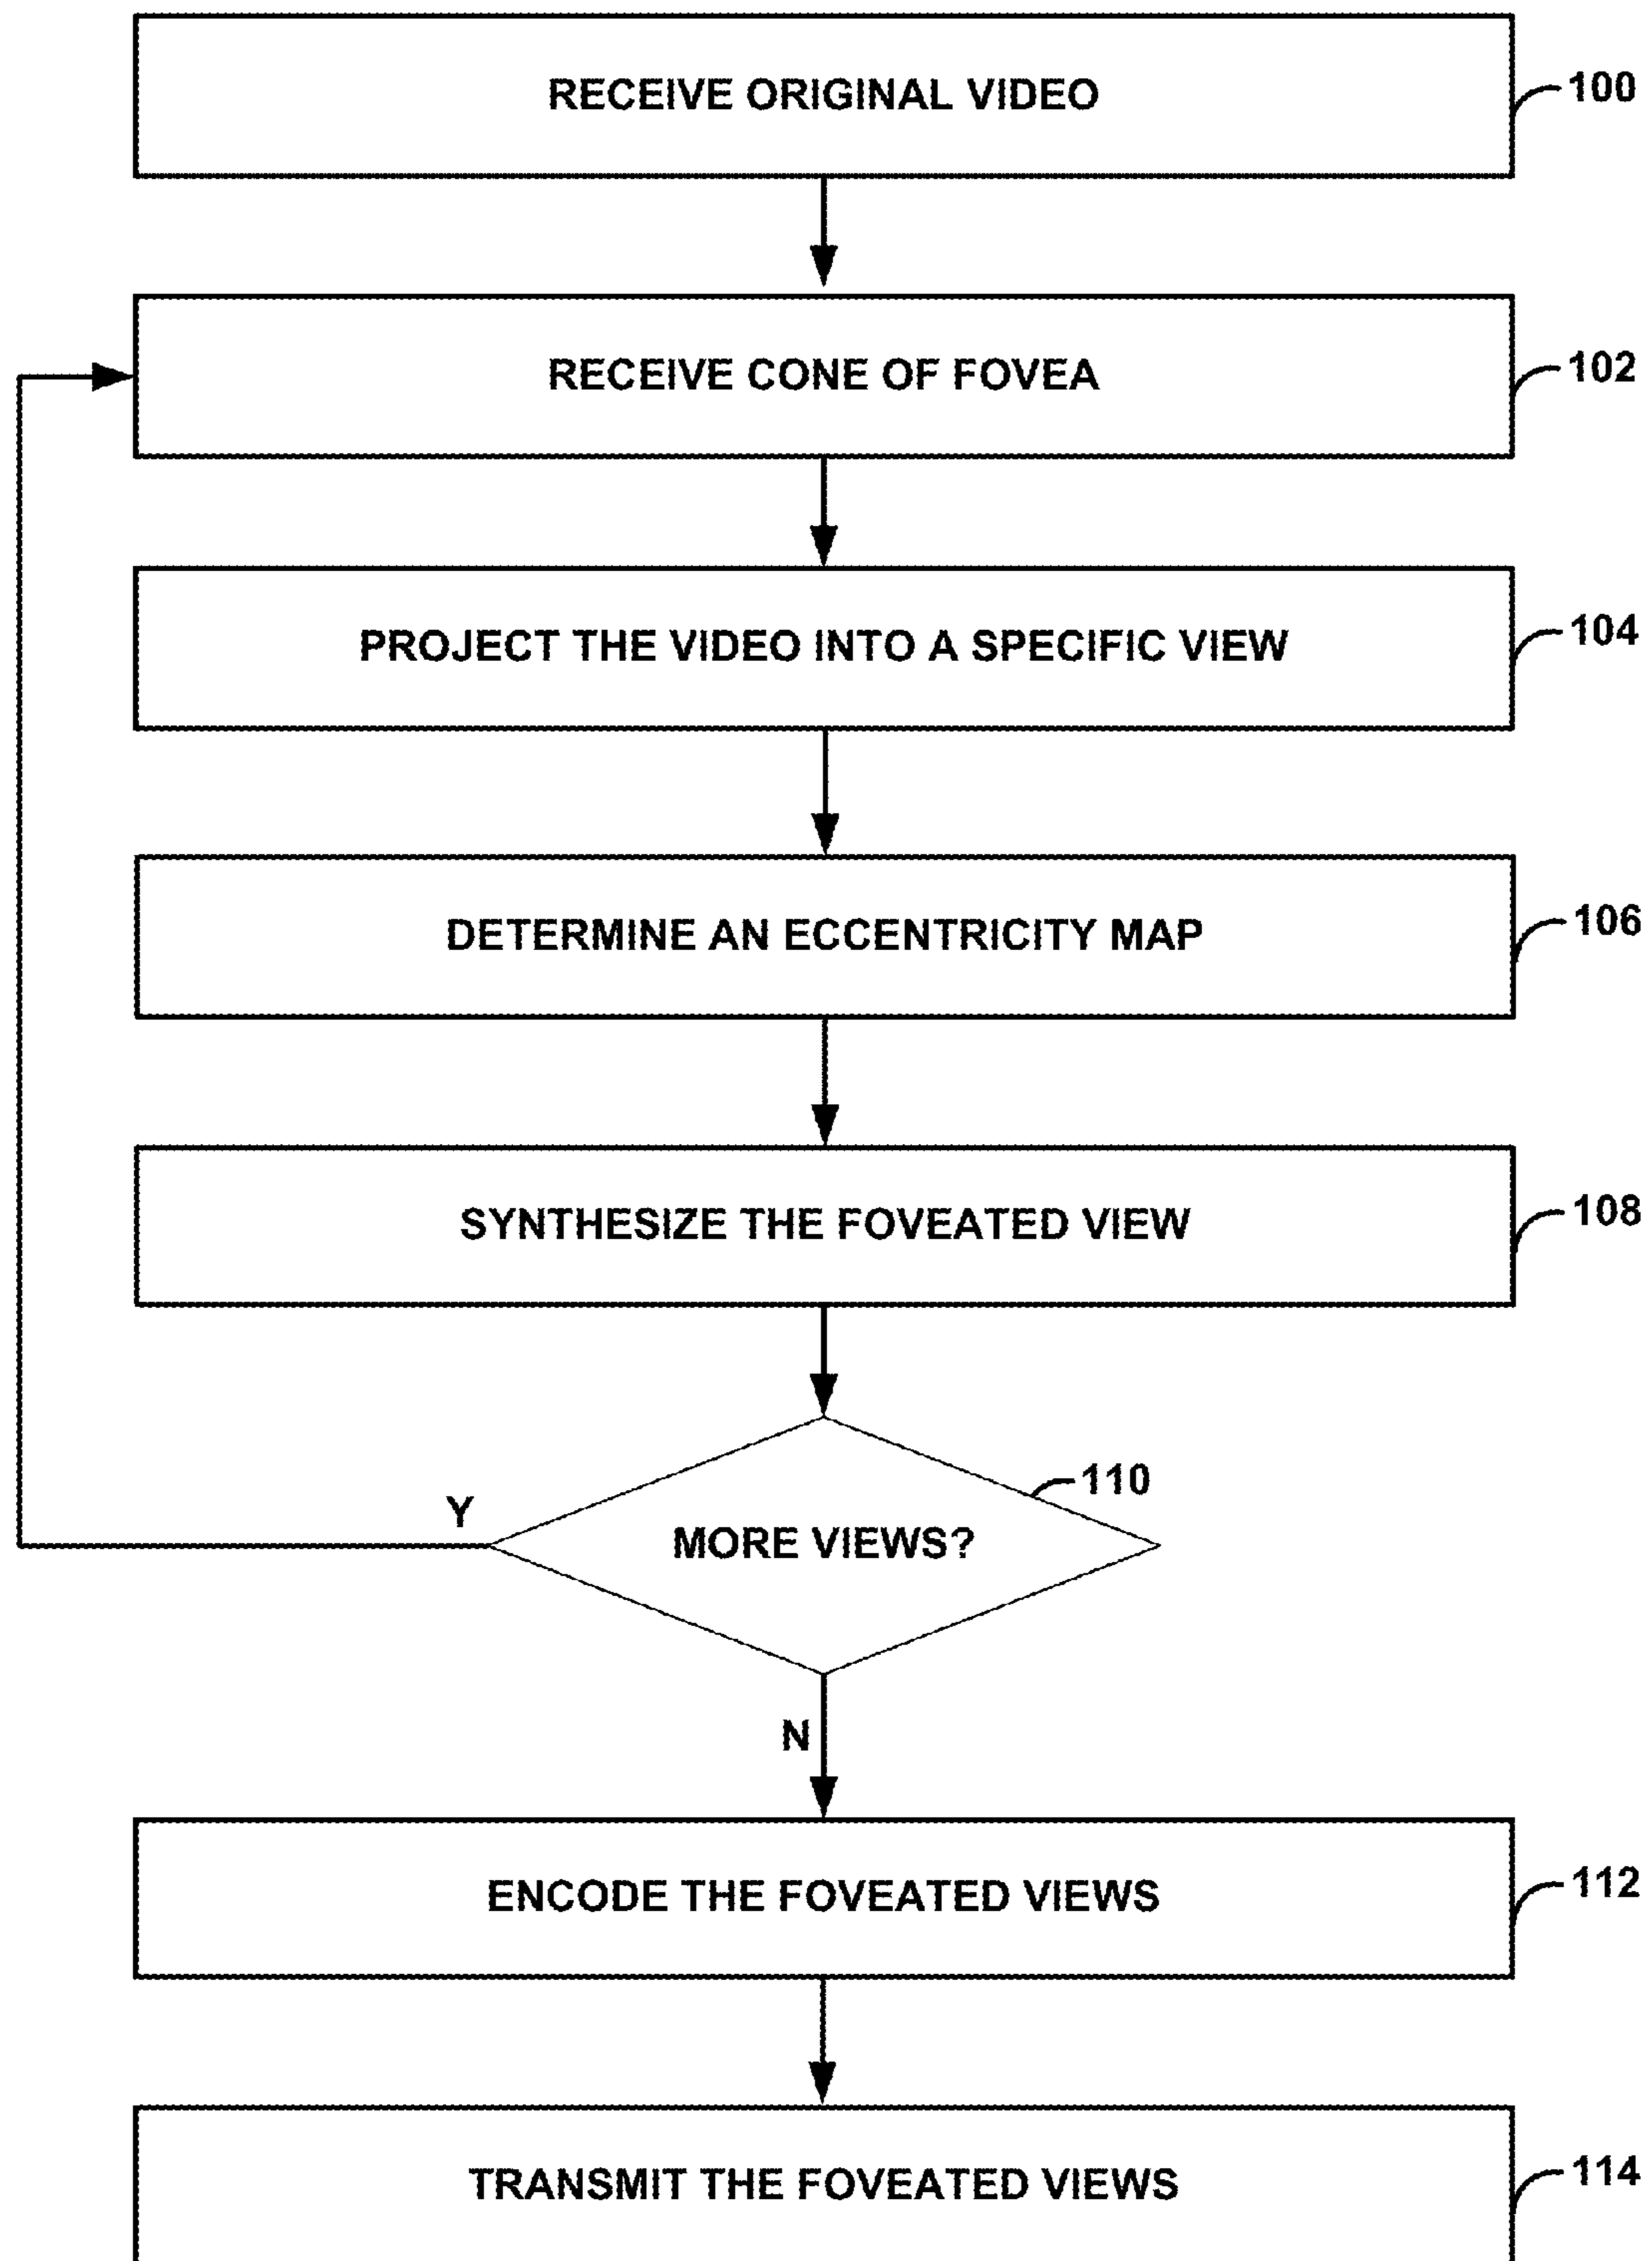 RECEIVE ORIGINAL VIDEO
100
RECEIVE CONE OF FOVEA
102
PROJECT THE VIDEO INTO A SPECIFIC VIEW
104
DETERMINE AN ECCENTRICITY MAP
106
SYNTHESIZE THE FOVEATED VIEW
108
110
Y
MORE VIEWS?
N
ENCODE THE FOVEATED VIEWS
112
TRANSMIT THE FOVEATED VIEWS
114